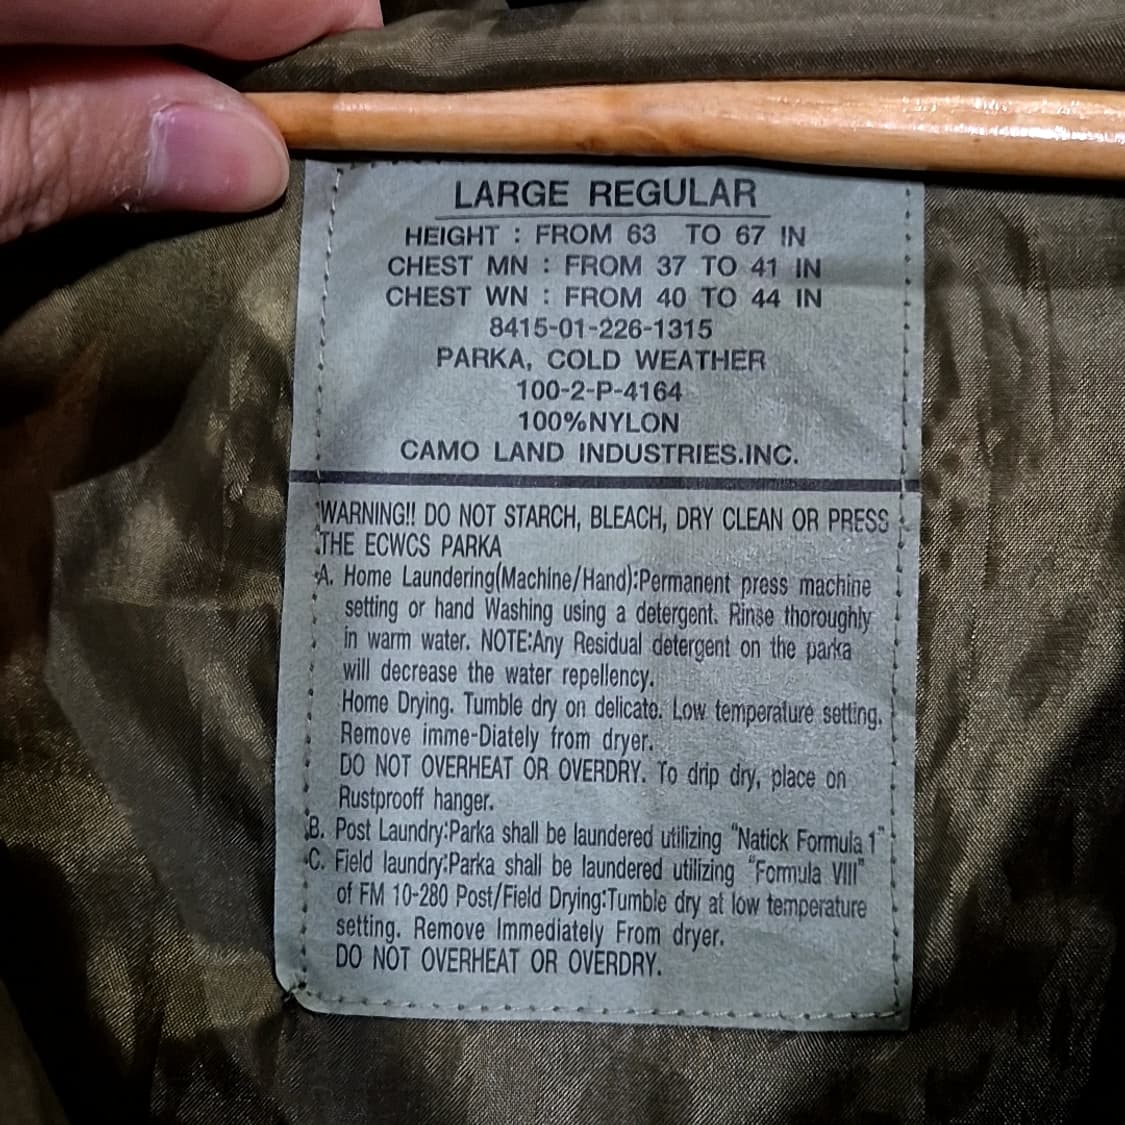 LARGE REGULAR
HEIGHT : FROM 63 TO 67 IN
CHEST MN : FROM 37 TO 41 IN
CHEST WN : FROM 40 TO 44 IN
8415-01-226-1315
PARKA, COLD WEATHER
100-2-P-4164
100%NYLON
CAMO LAND INDUSTRIES.INC.
WARNING!! DO NOT STARCH, BLEACH, DRY CLEAN OR PRESS
THE ECWCS PARKA
A. Home Laundering(Machine/Hand):Permanent press machine
setting or hand Washing using a detergent. Rinse thoroughly
in warm water. NOTE:Any Residual detergent on the parka
will decrease the water repellency.
Home Drying. Tumble dry on delicate. Low temperature setting.
Remove imme-Diately from dryer.
DO NOT OVERHEAT OR OVERDRY. To drip dry, place on
Rustprooff hanger.
B. Post Laundry:Parka shall be laundered utilizing "Natick Formula 1"
C. Field laundry:Parka shall be laundered utilizing "Formula VIII"
of FM 10-280 Post/Field Drying:Tumble dry at low temperature
setting. Remove Immediately From dryer.
DO NOT OVERHEAT OR OVERDRY.